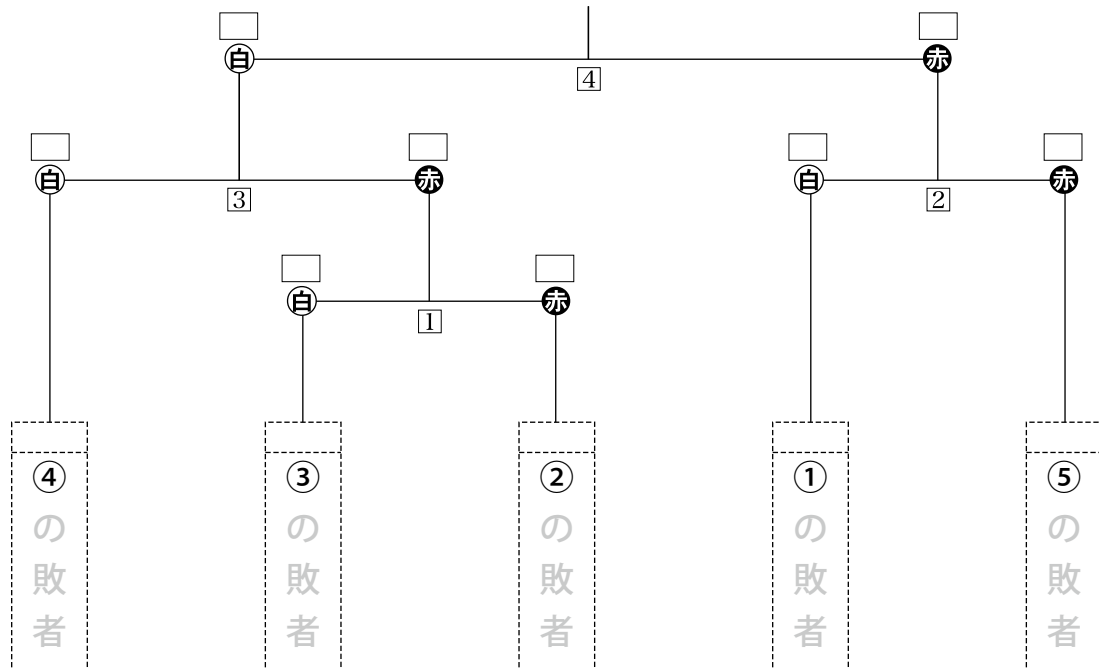 白 赤
4
白 赤 白 赤
3 2
白 赤
1
④の敗者
③の敗者
②の敗者
①の敗者
⑤の敗者